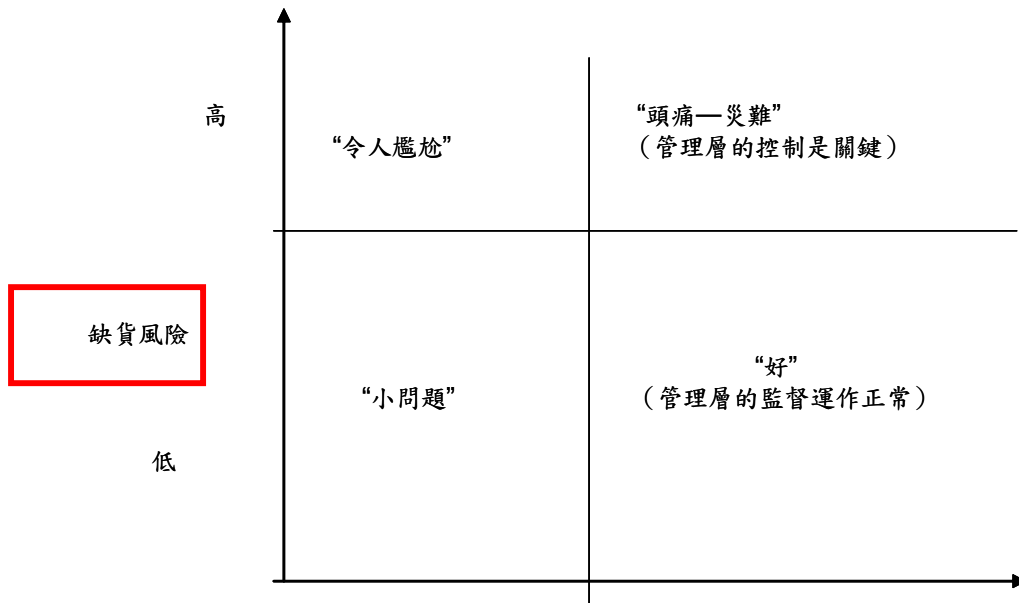 高
“令人尷尬”
“頭痛—災難”
（管理層的控制是關鍵）
缺貨風險
“小問題”
“好”
（管理層的監督運作正常）
低